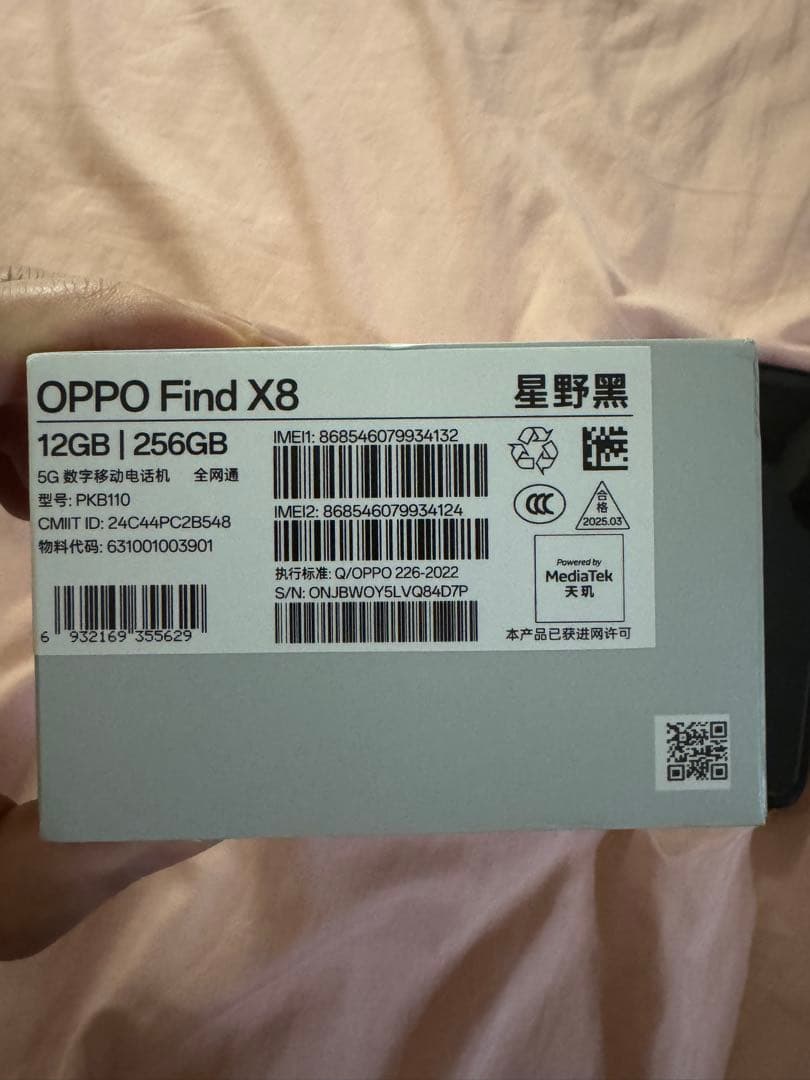 OPPO Find X8
星野黑
12GB | 256GB
5G 数字移动电话机 全网通
型号: PKB110
CMIIT ID: 24C44PC2B548
物料代码: 631001003901
6 932169 355629
IMEI1: 868546079934132
IMEI2: 868546079934124
执行标准: Q/OPPO 226-2022
S/N: ONJBWOY5LVQ84D7P
CCC
合格
2025.03
Powered by
MediaTek
天玑
本产品已获进网许可